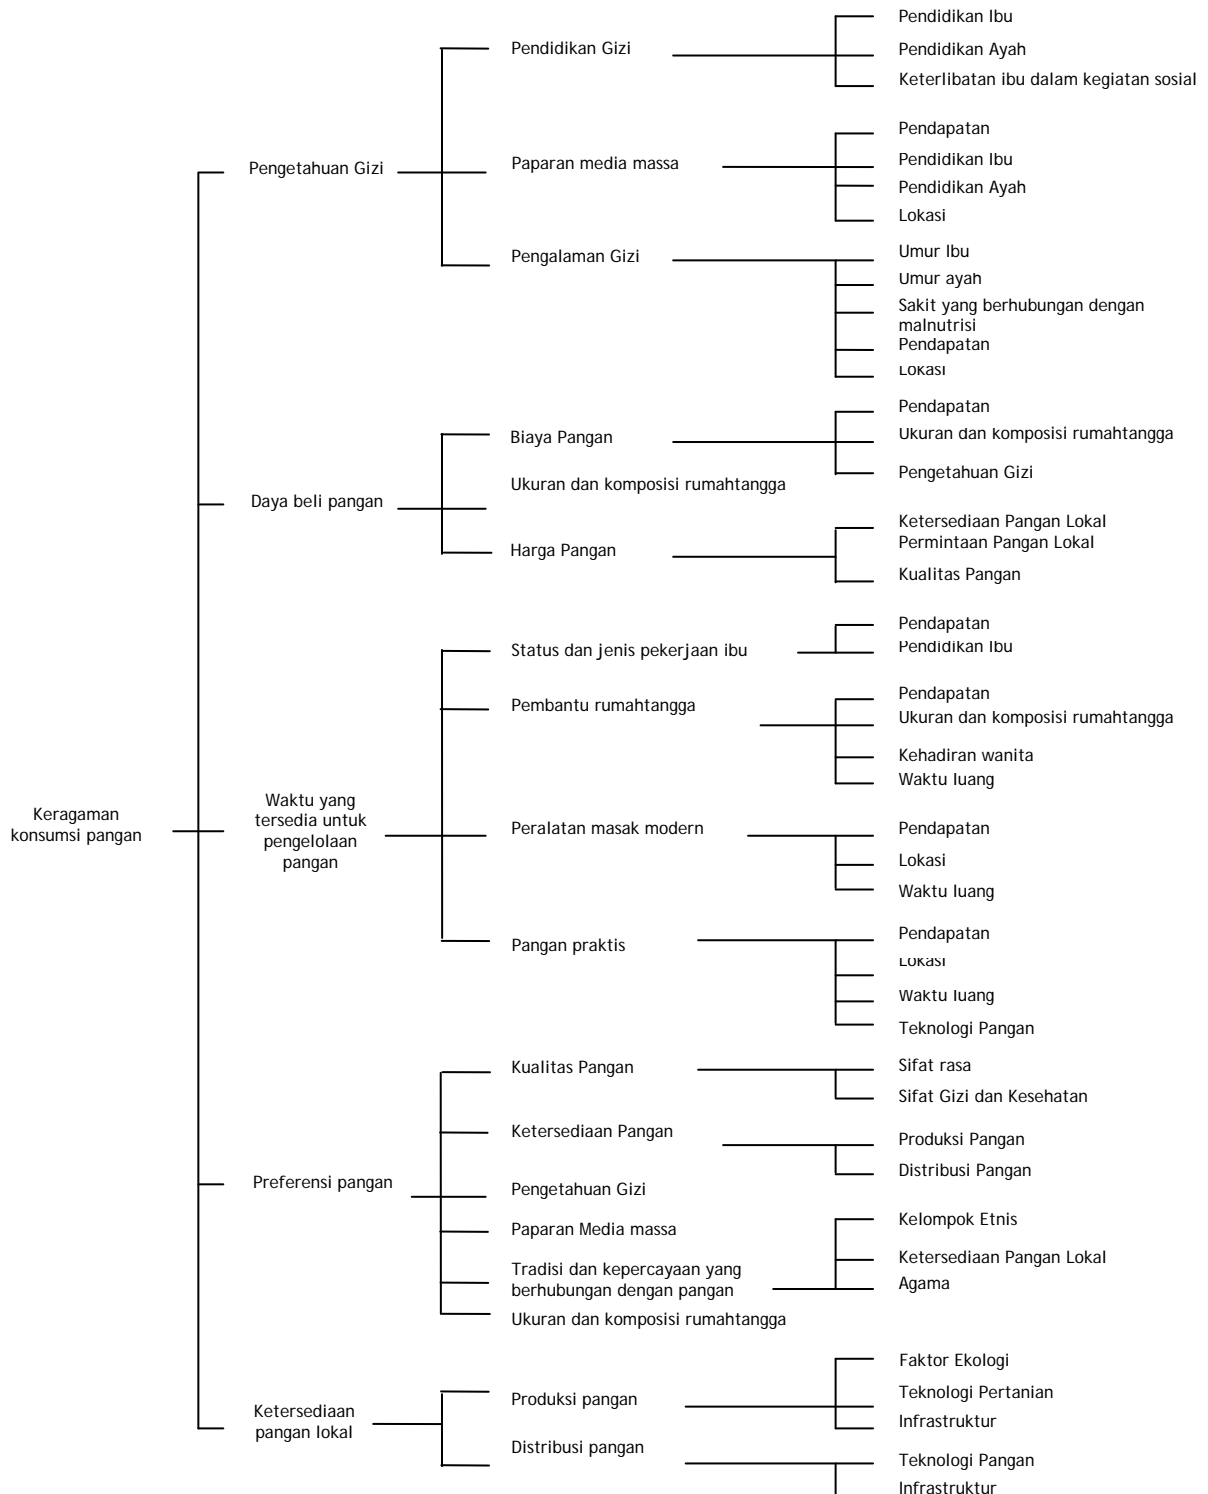 Pendidikan Ibu
Pendidikan Gizi
Pendidikan Ayah
Keterlibatan ibu dalam kegiatan sosial
Pendapatan
Pengetahuan Gizi
Paparan media massa
Pendidikan Ibu
Pendidikan Ayah
Lokasi
Pengalaman Gizi
Umur Ibu
Umur ayah
Sakit yang berhubungan dengan
malnutrisi
Pendapatan
Lokasi
Daya beli pangan
Biaya Pangan
Pendapatan
Ukuran dan komposisi rumahtangga
Pengetahuan Gizi
Ukuran dan komposisi rumahtangga
Harga Pangan
Ketersediaan Pangan Lokal
Permintaan Pangan Lokal
Kualitas Pangan
Keragaman
konsumsi pangan
Waktu yang
tersedia untuk
pengelolaan
pangan
Status dan jenis pekerjaan ibu
Pendapatan
Pendidikan Ibu
Pembantu rumahtangga
Pendapatan
Ukuran dan komposisi rumahtangga
Kehadiran wanita
Waktu luang
Peralatan masak modern
Pendapatan
Lokasi
Waktu luang
Pangan praktis
Pendapatan
Lokasi
Waktu luang
Teknologi Pangan
Preferensi pangan
Kualitas Pangan
Sifat rasa
Sifat Gizi dan Kesehatan
Ketersediaan Pangan
Produksi Pangan
Distribusi Pangan
Pengetahuan Gizi
Paparan Media massa
Tradisi dan kepercayaan yang
berhubungan dengan pangan
Kelompok Etnis
Ketersediaan Pangan Lokal
Agama
Ukuran dan komposisi rumahtangga
Ketersediaan
pangan lokal
Produksi pangan
Faktor Ekologi
Teknologi Pertanian
Infrastruktur
Distribusi pangan
Teknologi Pangan
Infrastruktur